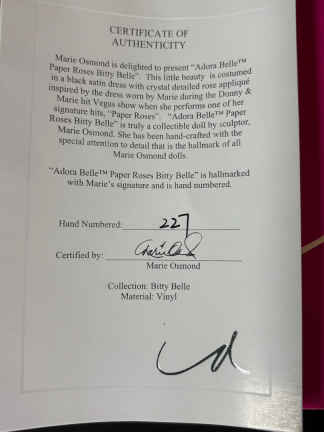 CERTIFICATE OF
AUTHENTICITY
Marie Osmond is delighted to present “Adora Belle™
Paper Roses Bitty Belle”. This little beauty is costumed
in a black satin dress with crystal detailed rose appliqué
inspired by the dress worn by Marie during the Donny &
Marie hit Vegas show when she performs one of her
signature hits, “Paper Roses”. “Adora Belle™ Paper
Roses Bitty Belle” is truly a collectible doll by sculptor,
Marie Osmond. She has been hand-crafted with the
special attention to detail that is the hallmark of all
Marie Osmond dolls.
“Adora Belle™ Paper Roses Bitty Belle” is hallmarked
with Marie’s signature and is hand numbered.
Hand Numbered: 227
Certified by:
Marie Osmond
Collection: Bitty Belle
Material: Vinyl